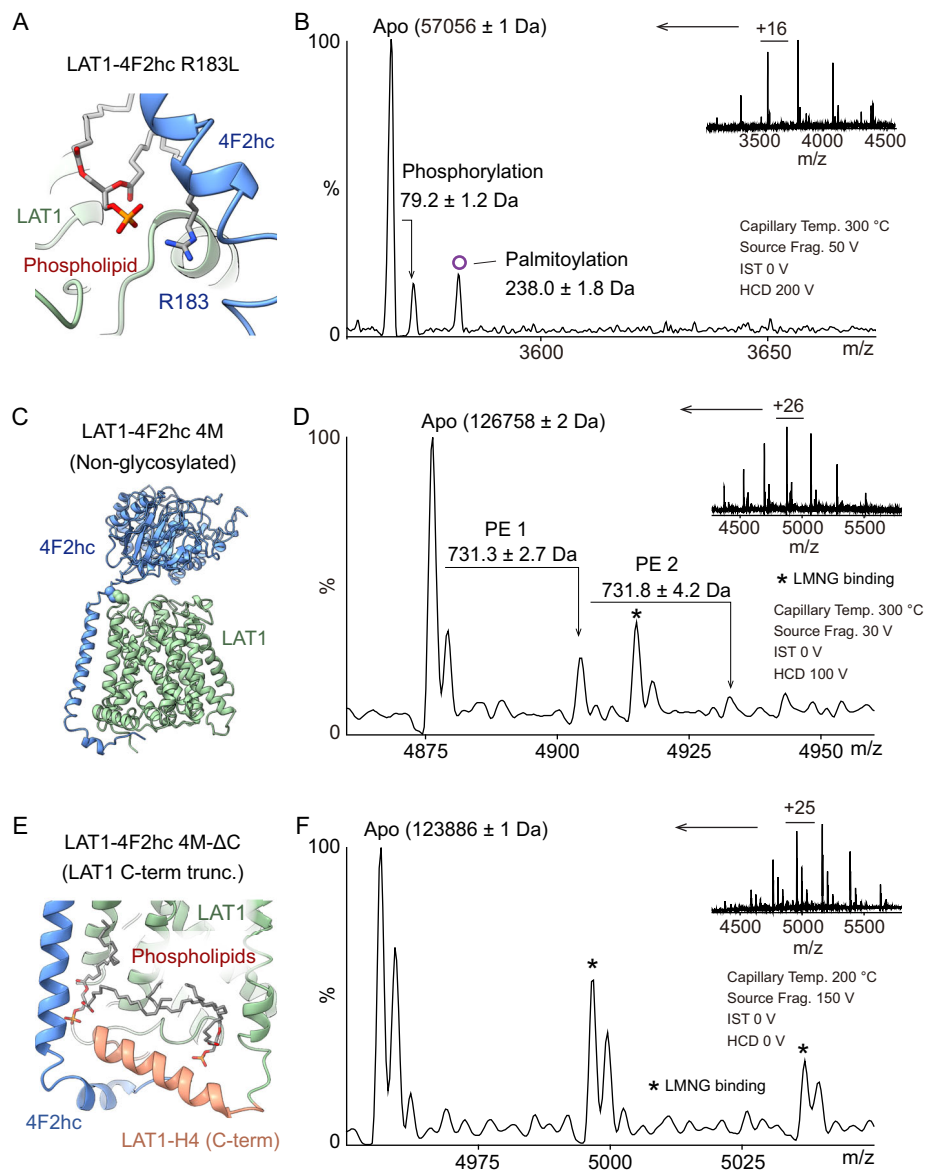 A
LAT1-4F2hc R183L
4F2hc
LAT1
Phospholipid
R183
B
Apo (57056 ± 1 Da)
100
%
0
Phosphorylation
79.2 ± 1.2 Da
Palmitoylation
238.0 ± 1.8 Da
+16
3500 4000 4500
m/z
Capillary Temp. 300 °C
Source Frag. 50 V
IST 0 V
HCD 200 V
3600 3650 m/z
C
LAT1-4F2hc 4M
(Non-glycosylated)
4F2hc
LAT1
D
Apo (126758 ± 2 Da)
100
%
0
PE 1
731.3 ± 2.7 Da
PE 2
731.8 ± 4.2 Da
*
+26
4500 5000 5500
m/z
* LMNG binding
Capillary Temp. 300 °C
Source Frag. 30 V
IST 0 V
HCD 100 V
4875 4900 4925 4950 m/z
E
LAT1-4F2hc 4M-ΔC
(LAT1 C-term trunc.)
LAT1
Phospholipids
4F2hc
LAT1-H4 (C-term)
F
Apo (123886 ± 1 Da)
100
%
0
*
*
* LMNG binding
+25
4500 5000 5500
m/z
Capillary Temp. 200 °C
Source Frag. 150 V
IST 0 V
HCD 0 V
4975 5000 5025 m/z